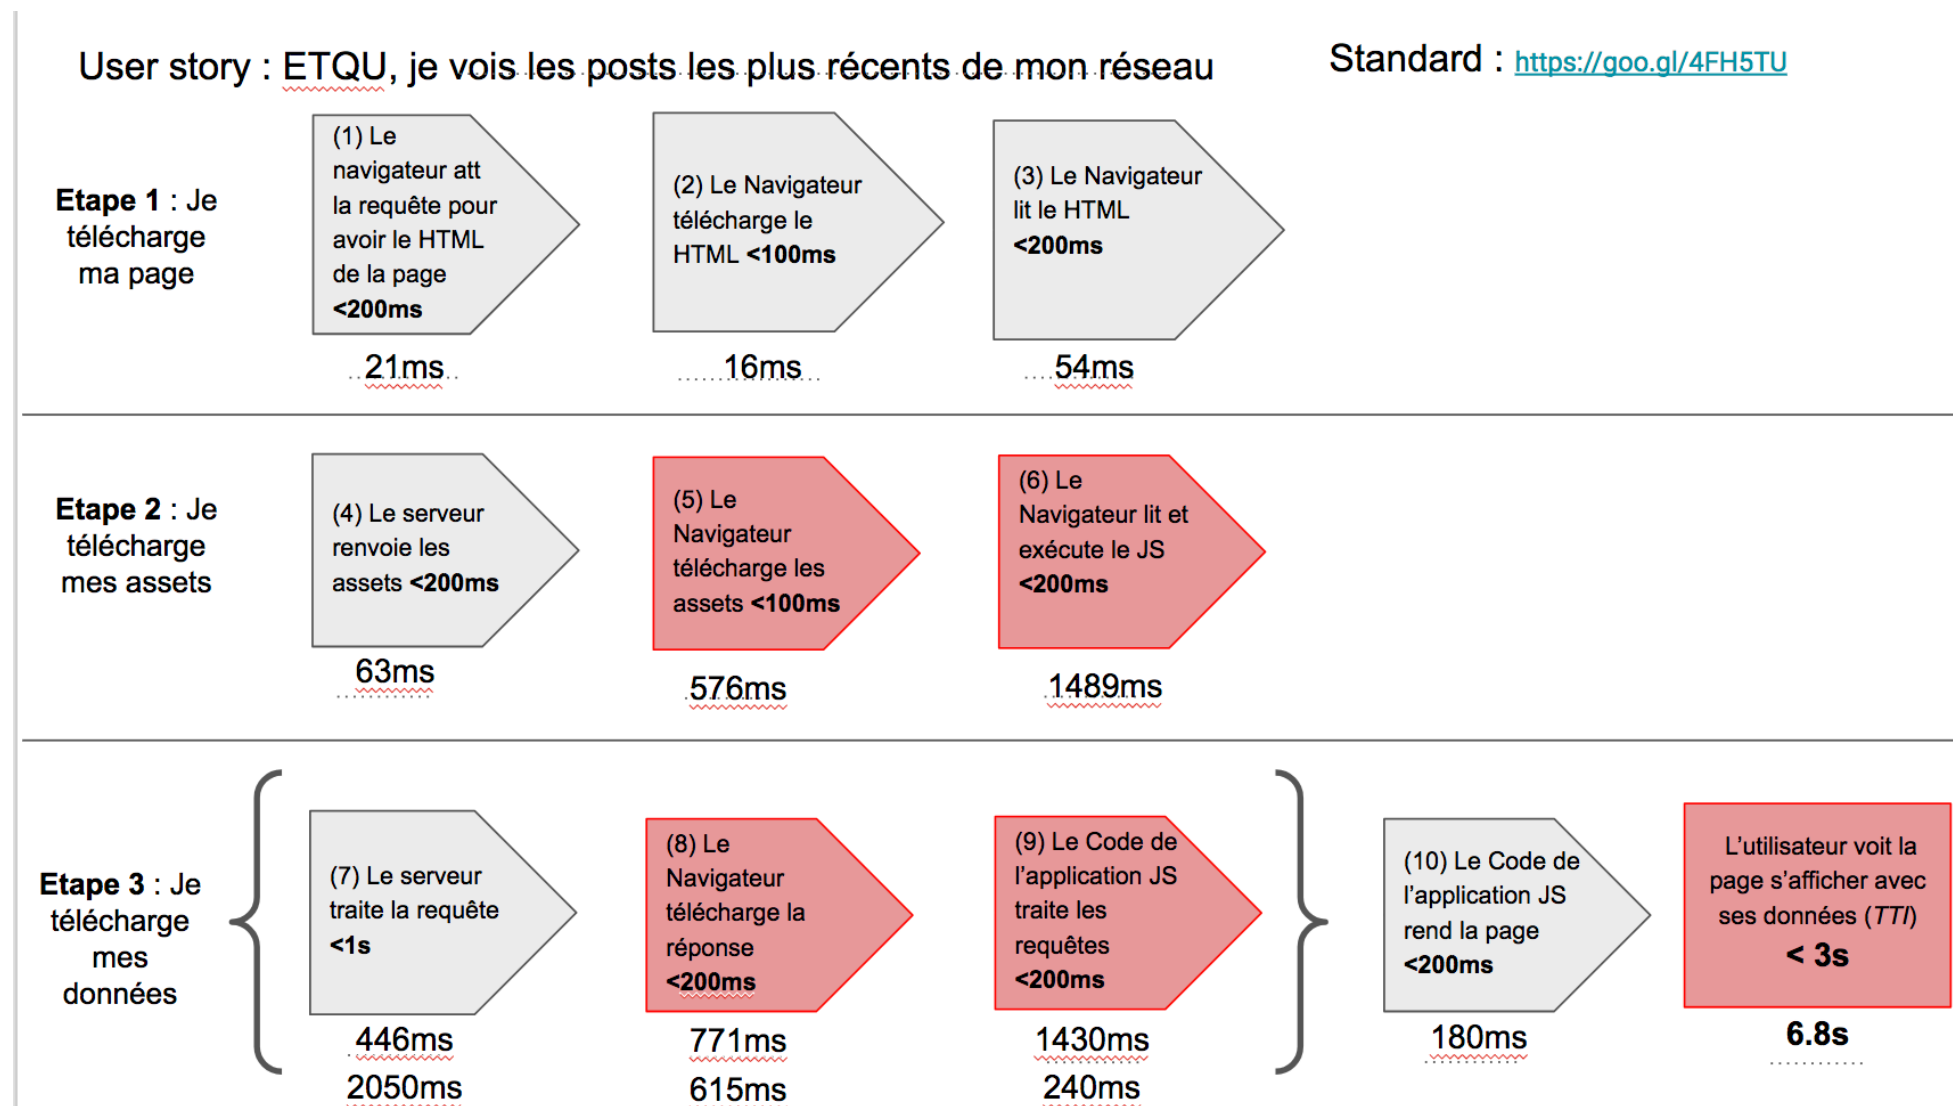 User story : ETQU, je vois les posts les plus récents de mon réseau
Standard : https://goo.gl/4FH5TU
Etape 1 : Je
télécharge
ma page
(1) Le
navigateur att
la requête pour
avoir le HTML
de la page
<200ms
21ms
(2) Le Navigateur
télécharge le
HTML <100ms
16ms
(3) Le Navigateur
lit le HTML
<200ms
54ms
Etape 2 : Je
télécharge
mes assets
(4) Le serveur
renvoie les
assets <200ms
63ms
(5) Le
Navigateur
télécharge les
assets <100ms
576ms
(6) Le
Navigateur lit et
exécute le JS
<200ms
1489ms
Etape 3 : Je
télécharge
mes
données
(7) Le serveur
traite la requête
<1s
446ms
2050ms
(8) Le
Navigateur
télécharge la
réponse
<200ms
771ms
615ms
(9) Le Code de
l'application JS
traite les
requêtes
<200ms
1430ms
240ms
(10) Le Code de
l'application JS
rend la page
<200ms
180ms
L'utilisateur voit la
page s'afficher avec
ses données (TTI)
< 3s
6.8s